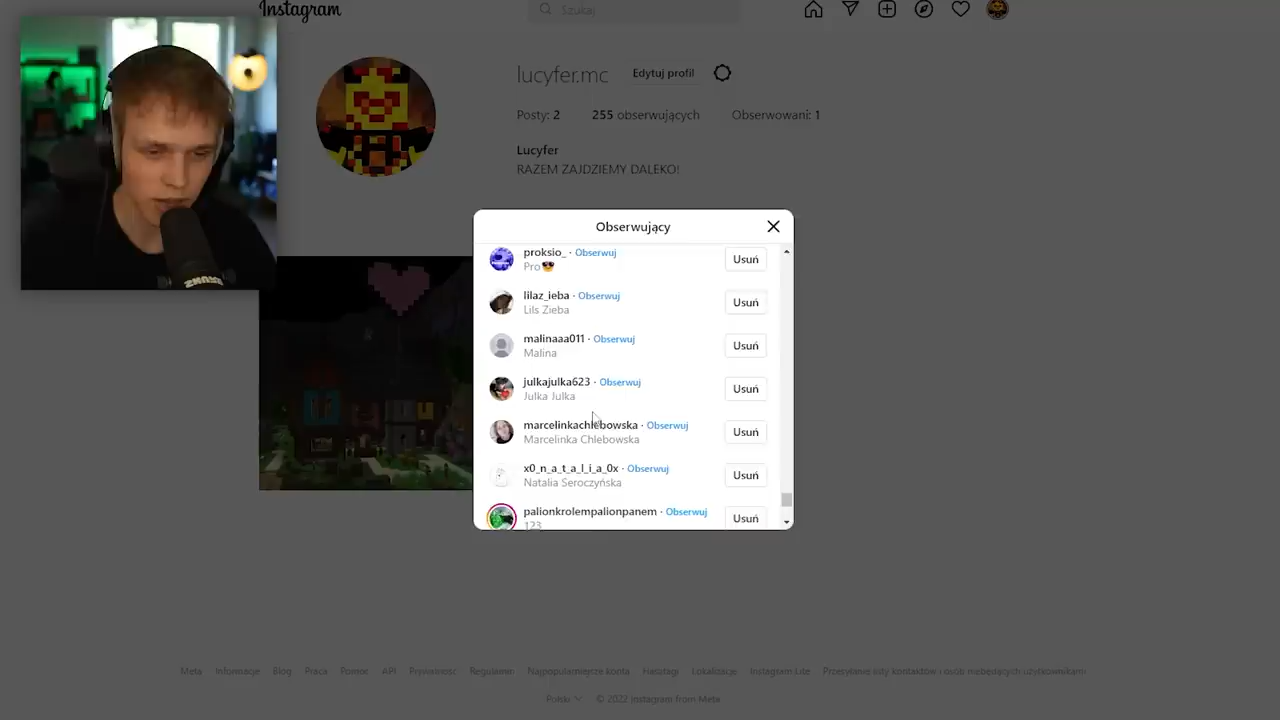 Instagram
Szukaj
lucyfer.mc
Edytuj profil
Posty: 2
255 obserwujących
Obserwowani: 1
Lucyfer
RAZEM ZAJDZIEMY DALEKO!
Obserwujący
proksio_ · Obserwuj
Pro
Usuń
lilaz_ieba · Obserwuj
Lils Zieba
Usuń
malinaaa011 · Obserwuj
Malina
Usuń
julkajulka623 · Obserwuj
Julka Julka
Usuń
marcelinkachlebowska · Obserwuj
Marcelinka Chlebowska
Usuń
x0_n_a_t_a_l_i_a_0x · Obserwuj
Natalia Seroczyńska
Usuń
palionkrolempalionpanem · Obserwuj
123
Usuń
Meta Informacje Blog Praca Pomoc API Prywatność Regulamin Najpopularniejsze konta Hasztagi Lokalizacje Instagram Lite Przesyłanie listy kontaktów i osób niebędących użytkownikami
Polski © 2022 Instagram from Meta